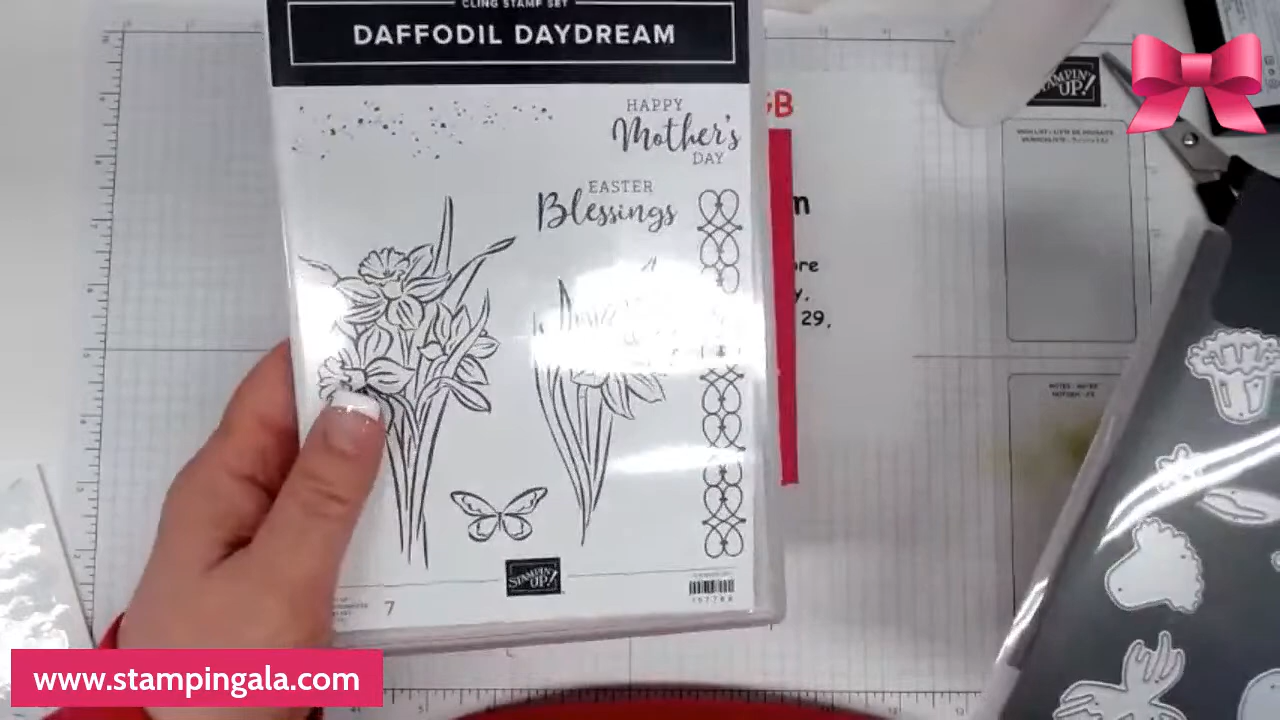 CLING STAMP SET
DAFFODIL DAYDREAM
HAPPY
Mother's
DAY
EASTER
Blessings
STAMPIN' UP!
7
GB
m
ore
y,
29,
STAMPIN' UP!
www.stampingala.com